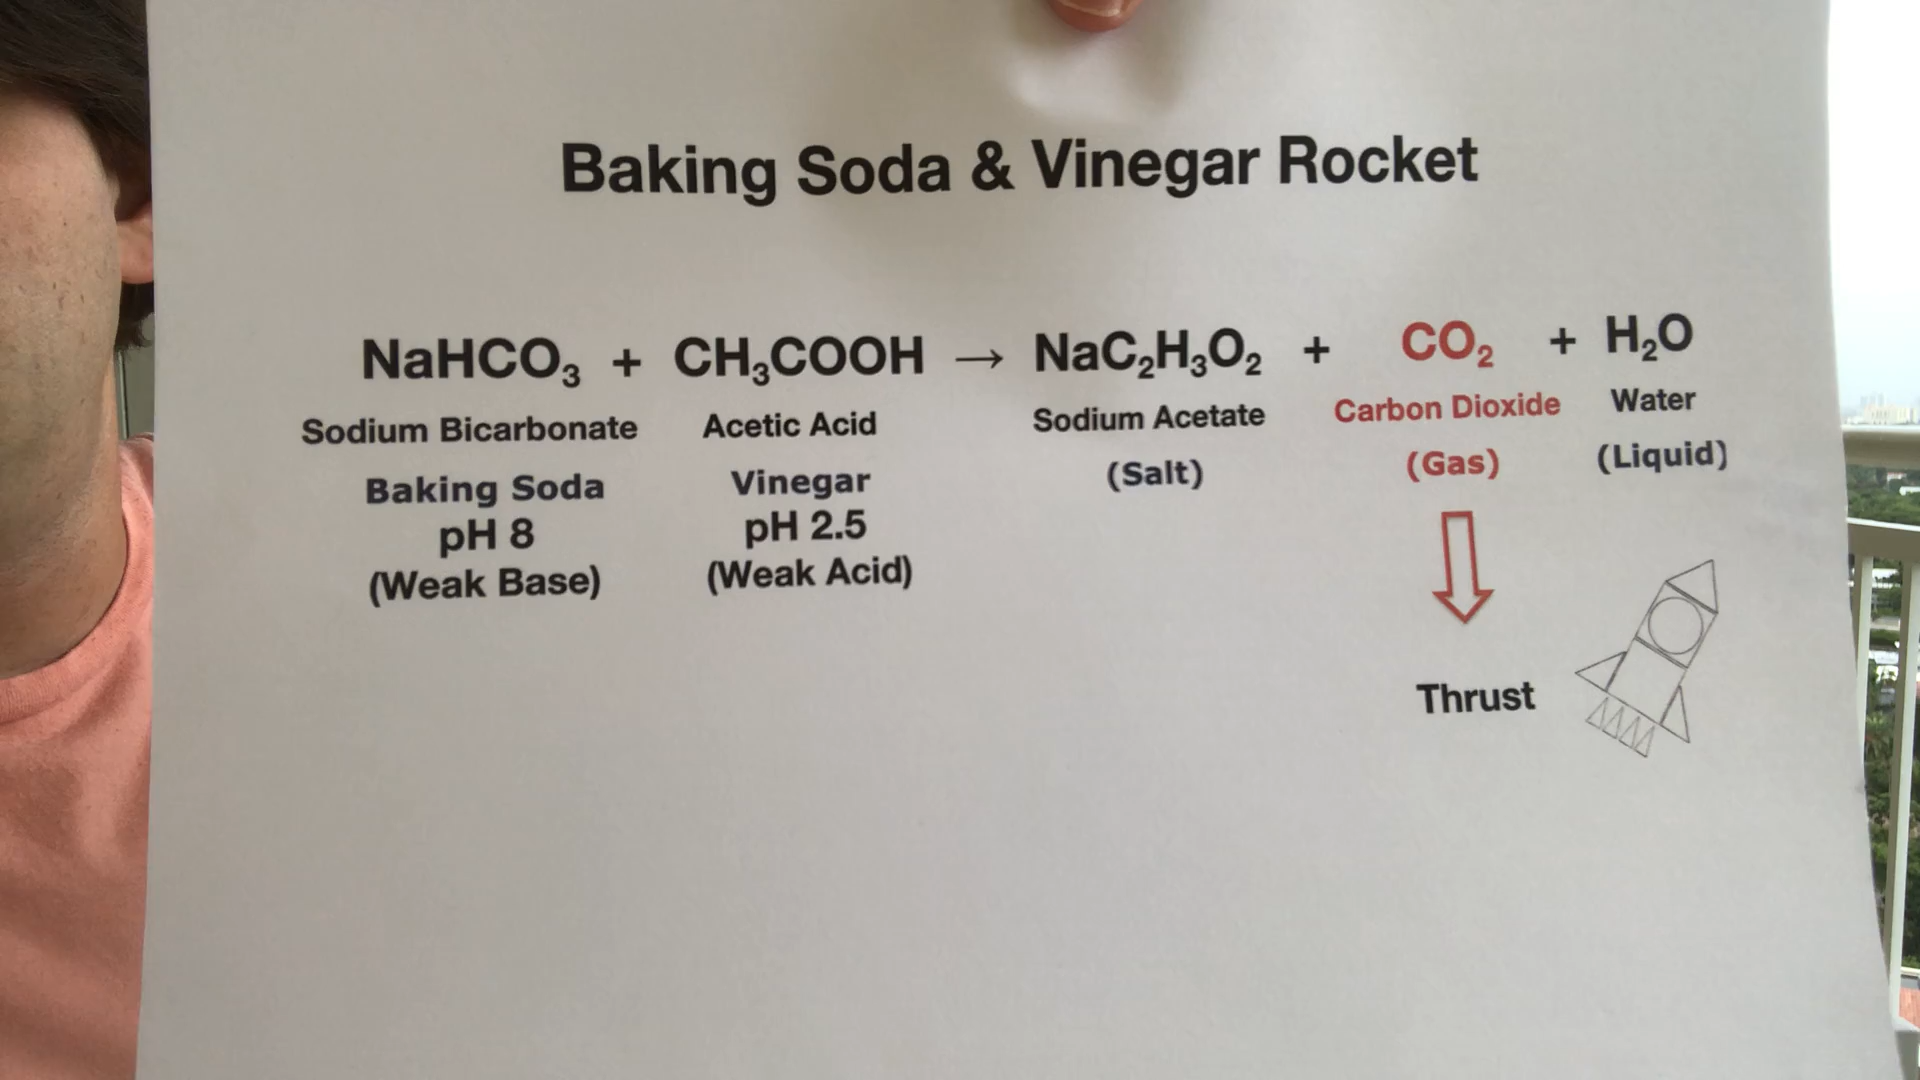 Baking Soda & Vinegar Rocket
NaHCO₃ + CH₃COOH → NaC₂H₃O₂ + CO₂ + H₂O
Sodium Bicarbonate Acetic Acid Sodium Acetate Carbon Dioxide Water
Baking Soda Vinegar (Salt) (Gas) (Liquid)
pH 8 pH 2.5
(Weak Base) (Weak Acid)
Thrust